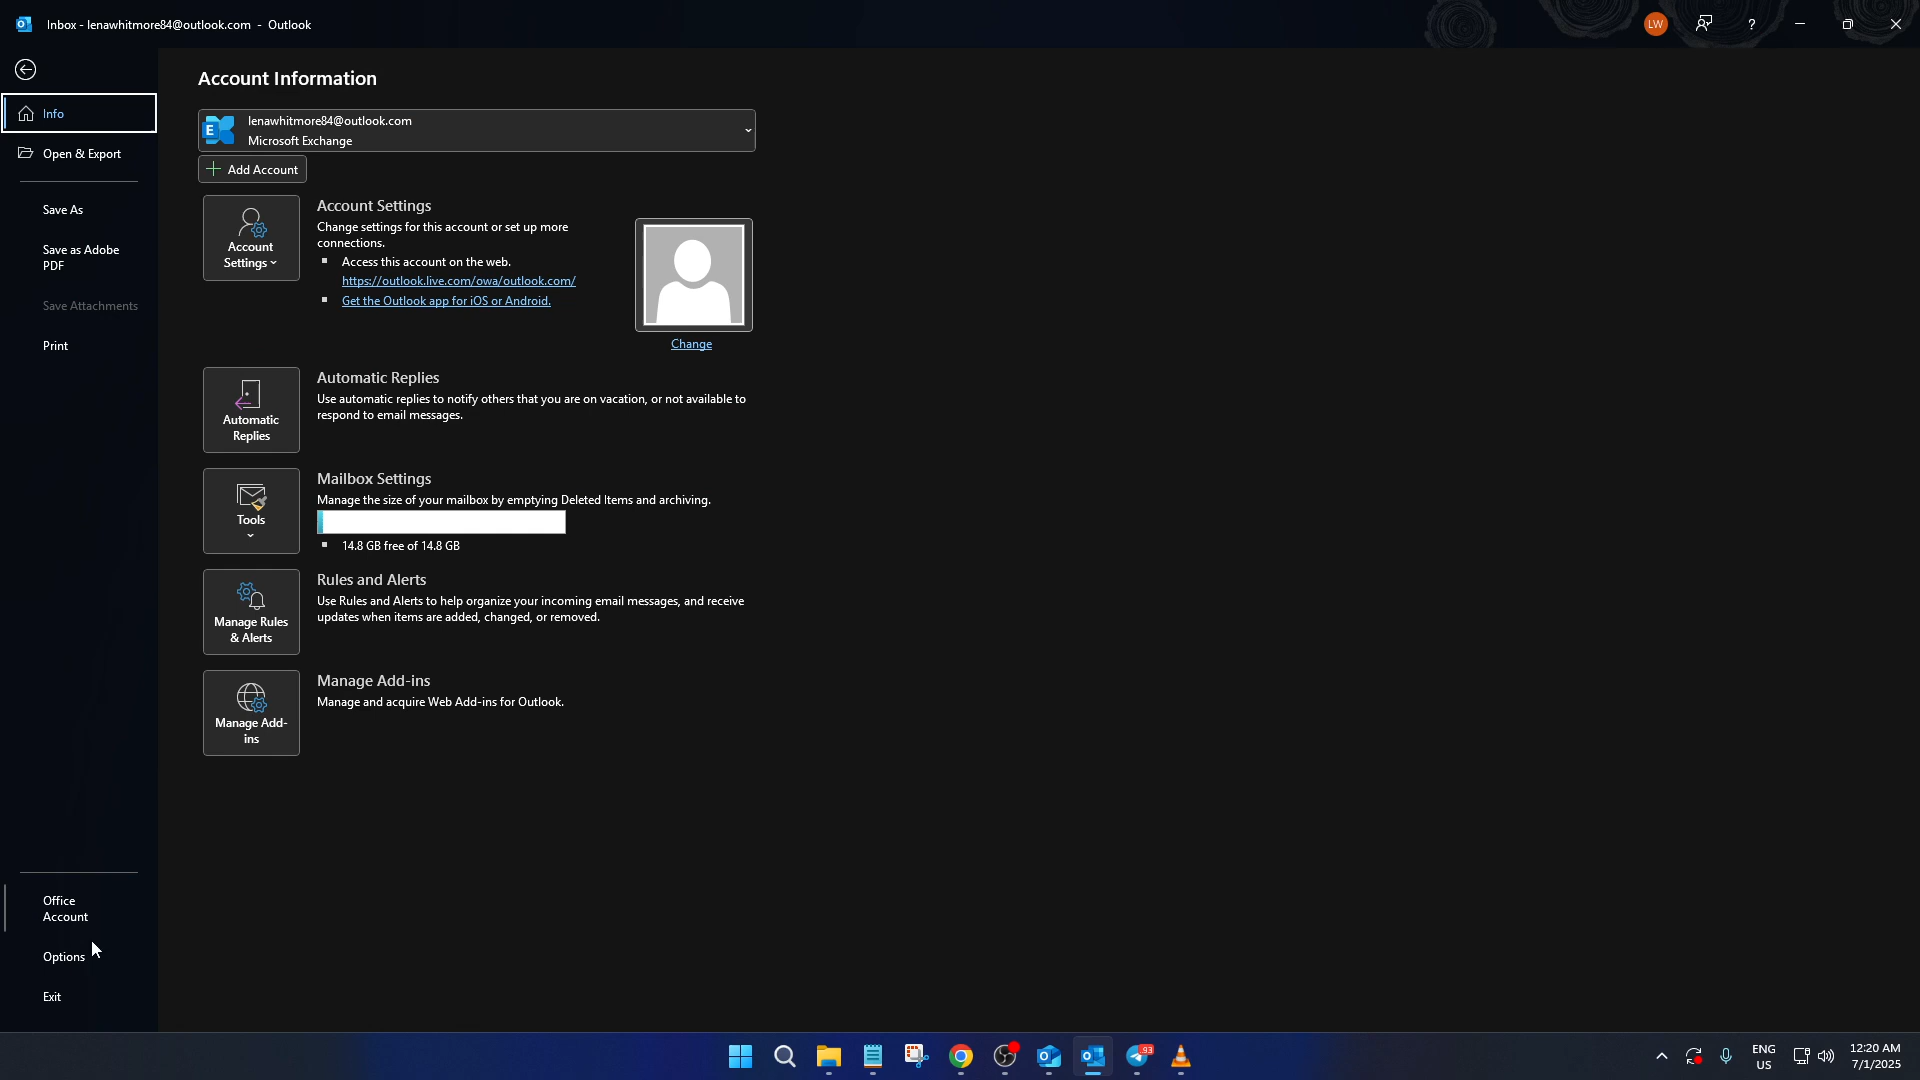 Inbox - lenawhitmore84@outlook.com - Outlook
LW
Info
Open & Export
Save As
Save as Adobe
PDF
Save Attachments
Print
Office
Account
Options
Exit
Account Information
lenawhitmore84@outlook.com
Microsoft Exchange
Add Account
Account
Settings
Account Settings
Change settings for this account or set up more
connections.
Access this account on the web.
https://outlook.live.com/owa/outlook.com/
Get the Outlook app for iOS or Android.
Change
Automatic
Replies
Automatic Replies
Use automatic replies to notify others that you are on vacation, or not available to
respond to email messages.
Tools
Mailbox Settings
Manage the size of your mailbox by emptying Deleted Items and archiving.
14.8 GB free of 14.8 GB
Manage Rules
& Alerts
Rules and Alerts
Use Rules and Alerts to help organize your incoming email messages, and receive
updates when items are added, changed, or removed.
Manage Add-
ins
Manage Add-ins
Manage and acquire Web Add-ins for Outlook.
93
ENG
US
12:20 AM
7/1/2025